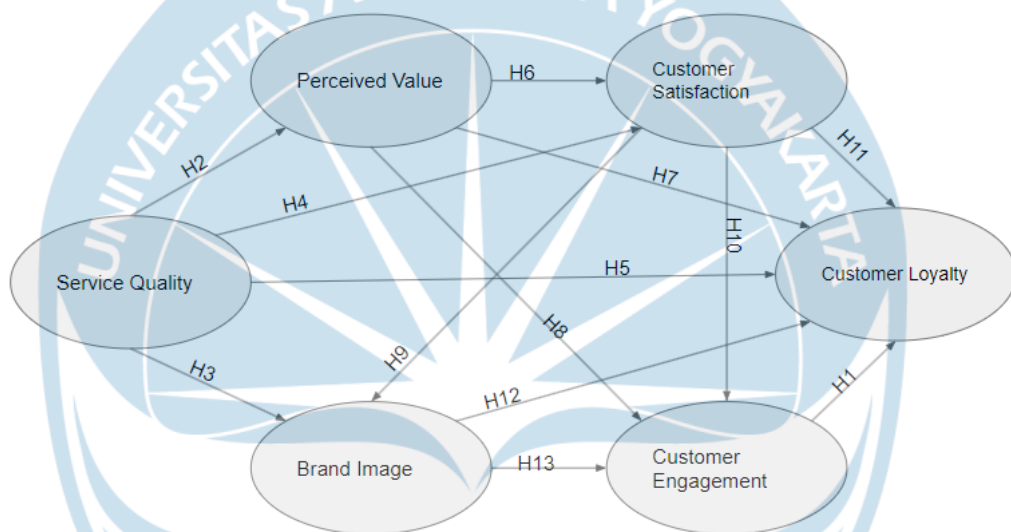 UNIVERSITAS A
YOGYAKARTA
Perceived Value
H6
Customer
Satisfaction
H2
H4
H7
H11
H10
Service Quality
H5
Customer Loyalty
H3
H9
H8
H12
H1
Brand Image
H13
Customer
Engagement